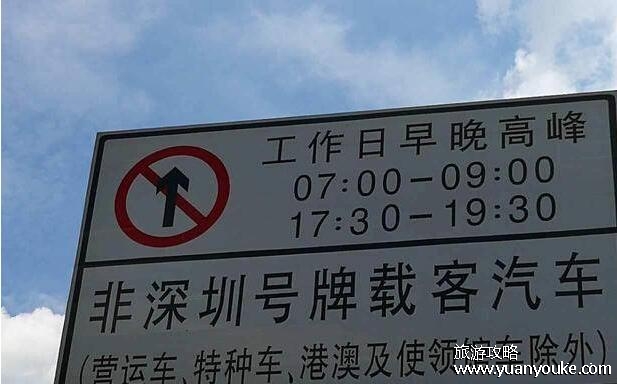 工作日早晚高峰
07:00-09:00
17:30-19:30
非深圳号牌载客汽车
(营运车、特种车、港澳及使领馆车除外)
旅游攻略
www.yuanyouke.com